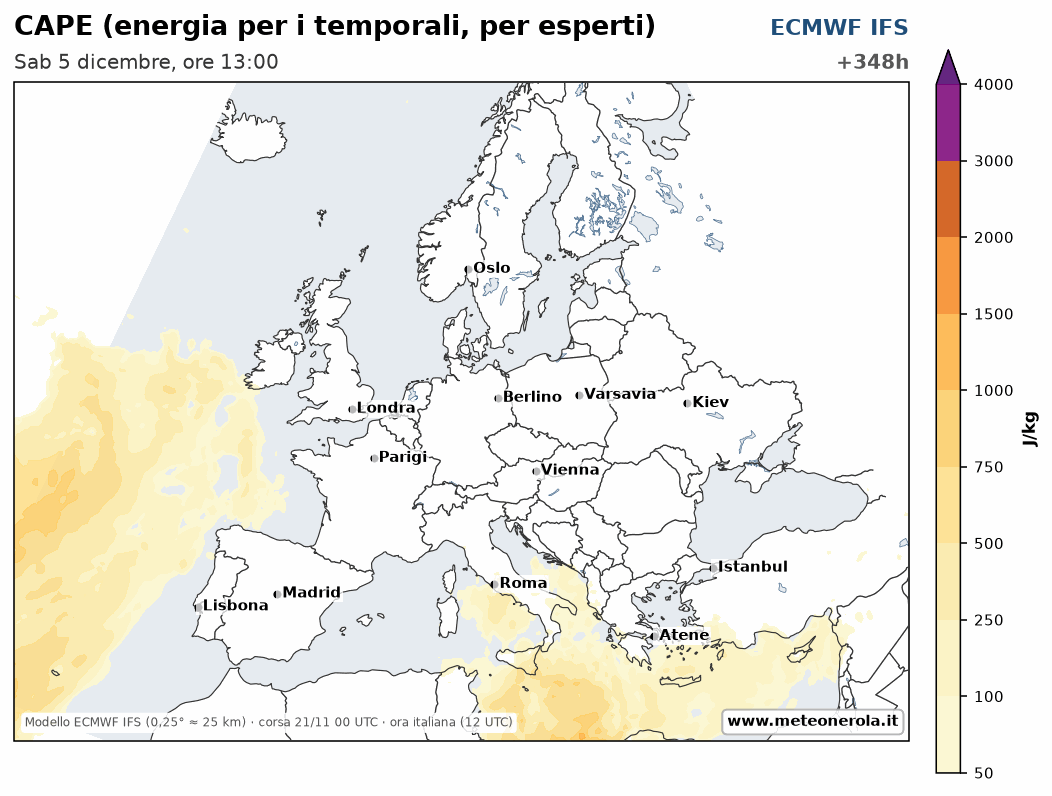 CAPE (energia per i temporali, per esperti)
ECMWF IFS
Sab 5 dicembre, ore 13:00
+348h
4000
3000
2000
1500
1000
750
500
250
100
50
J/kg
Oslo
Londra
Berlino
Varsavia
Kiev
Parigi
Vienna
Istanbul
Roma
Madrid
Lisbona
Atene
Modello ECMWF IFS (0,25° ≈ 25 km) · corsa 21/11 00 UTC · ora italiana (12 UTC)
www.meteonerola.it